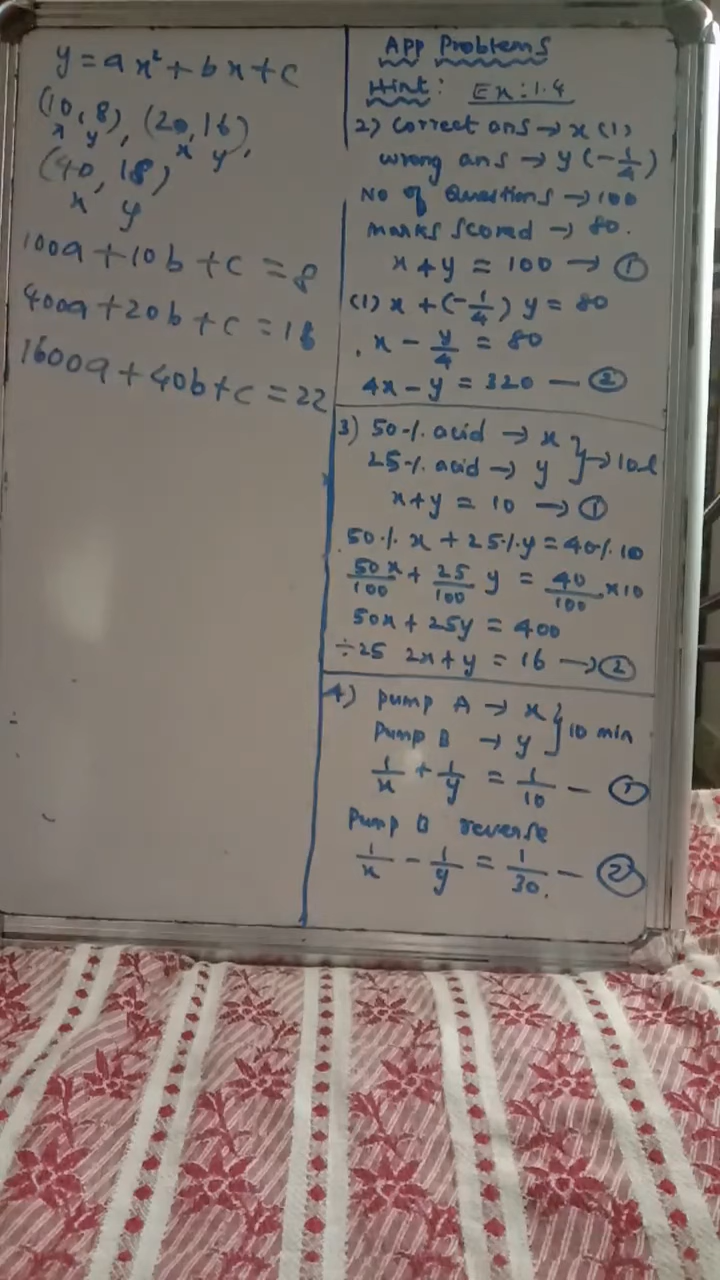 y = ax² + bx + c
(10, 8), (20, 16),
x y x y
(40, 18)
x y
100a + 10b + c = 8
400a + 20b + c = 16
1600a + 40b + c = 22
App Problems
Hint: Ex: 1.4
2) correct ans → x (1)
wrong ans → y (-1/4)
No of Questions → 100
marks scored → 80.
x + y = 100 → ①
(1) x + (-1/4) y = 80
x - y/4 = 80
4x - y = 320 — ②
3) 50% acid → x
25% acid → y } → 10 l
x + y = 10 → ①
50% x + 25% y = 40% 10
50x/100 + 25/100 y = 40/100 × 10
50x + 25y = 400
÷25 2x + y = 16 → ②
4) pump A → x
pump B → y } 10 min
1/x + 1/y = 1/10 — ①
Pump B reverse
1/x - 1/y = 1/30. — ②